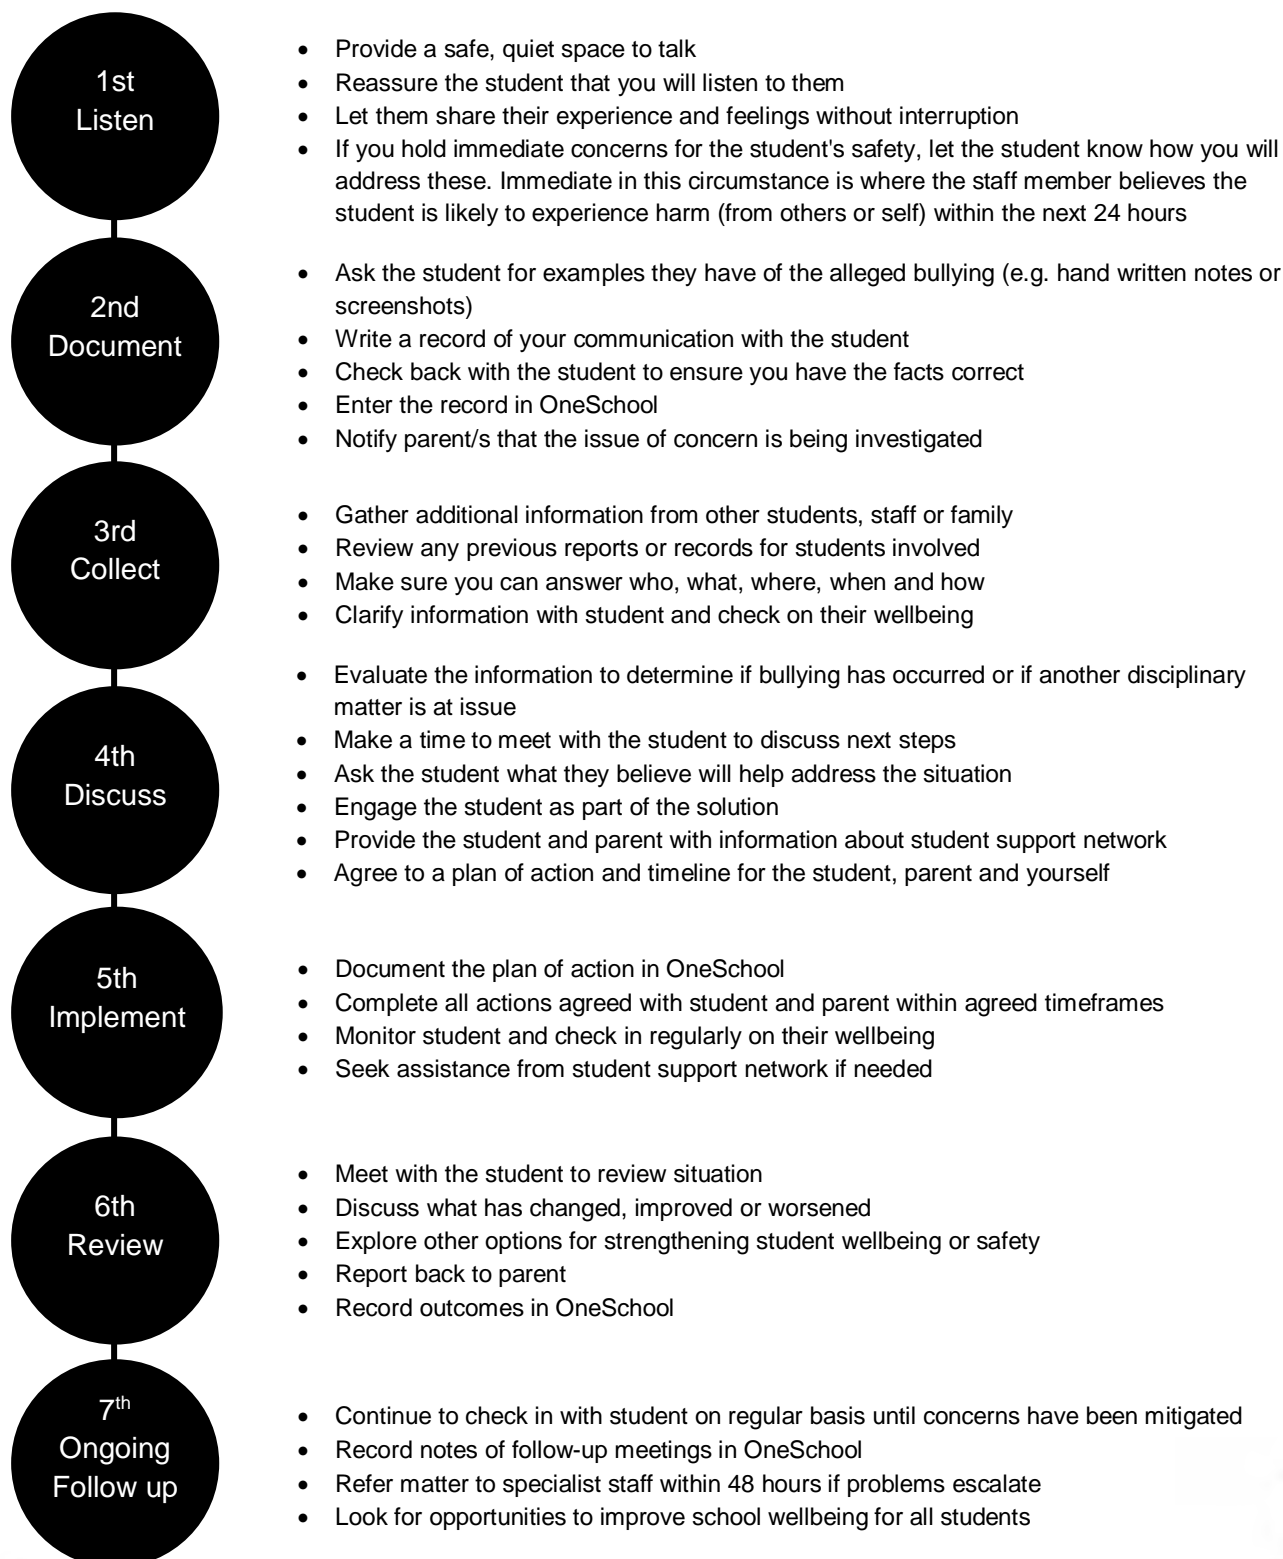 1st
Listen
• Provide a safe, quiet space to talk
• Reassure the student that you will listen to them
• Let them share their experience and feelings without interruption
• If you hold immediate concerns for the student's safety, let the student know how you will
address these. Immediate in this circumstance is where the staff member believes the
student is likely to experience harm (from others or self) within the next 24 hours
2nd
Document
• Ask the student for examples they have of the alleged bullying (e.g. hand written notes or
screenshots)
• Write a record of your communication with the student
• Check back with the student to ensure you have the facts correct
• Enter the record in OneSchool
• Notify parent/s that the issue of concern is being investigated
3rd
Collect
• Gather additional information from other students, staff or family
• Review any previous reports or records for students involved
• Make sure you can answer who, what, where, when and how
• Clarify information with student and check on their wellbeing
4th
Discuss
• Evaluate the information to determine if bullying has occurred or if another disciplinary
matter is at issue
• Make a time to meet with the student to discuss next steps
• Ask the student what they believe will help address the situation
• Engage the student as part of the solution
• Provide the student and parent with information about student support network
• Agree to a plan of action and timeline for the student, parent and yourself
5th
Implement
• Document the plan of action in OneSchool
• Complete all actions agreed with student and parent within agreed timeframes
• Monitor student and check in regularly on their wellbeing
• Seek assistance from student support network if needed
6th
Review
• Meet with the student to review situation
• Discuss what has changed, improved or worsened
• Explore other options for strengthening student wellbeing or safety
• Report back to parent
• Record outcomes in OneSchool
7th
Ongoing
Follow up
• Continue to check in with student on regular basis until concerns have been mitigated
• Record notes of follow-up meetings in OneSchool
• Refer matter to specialist staff within 48 hours if problems escalate
• Look for opportunities to improve school wellbeing for all students